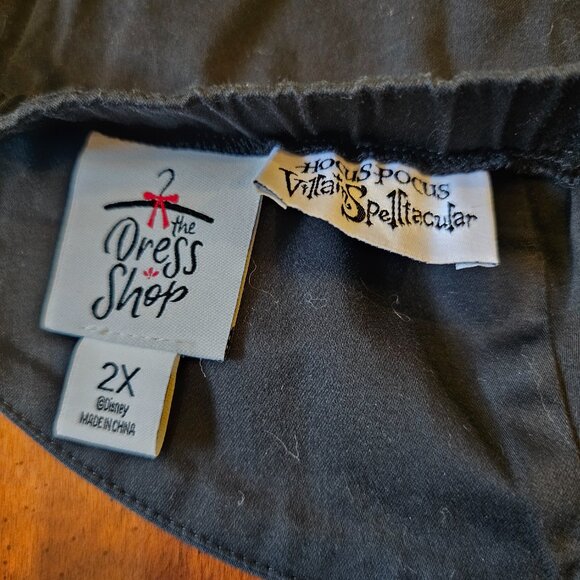 the
Dress
Shop
2X
©Disney
MADE IN CHINA
HOCUS POCUS
Villain Spelltacular